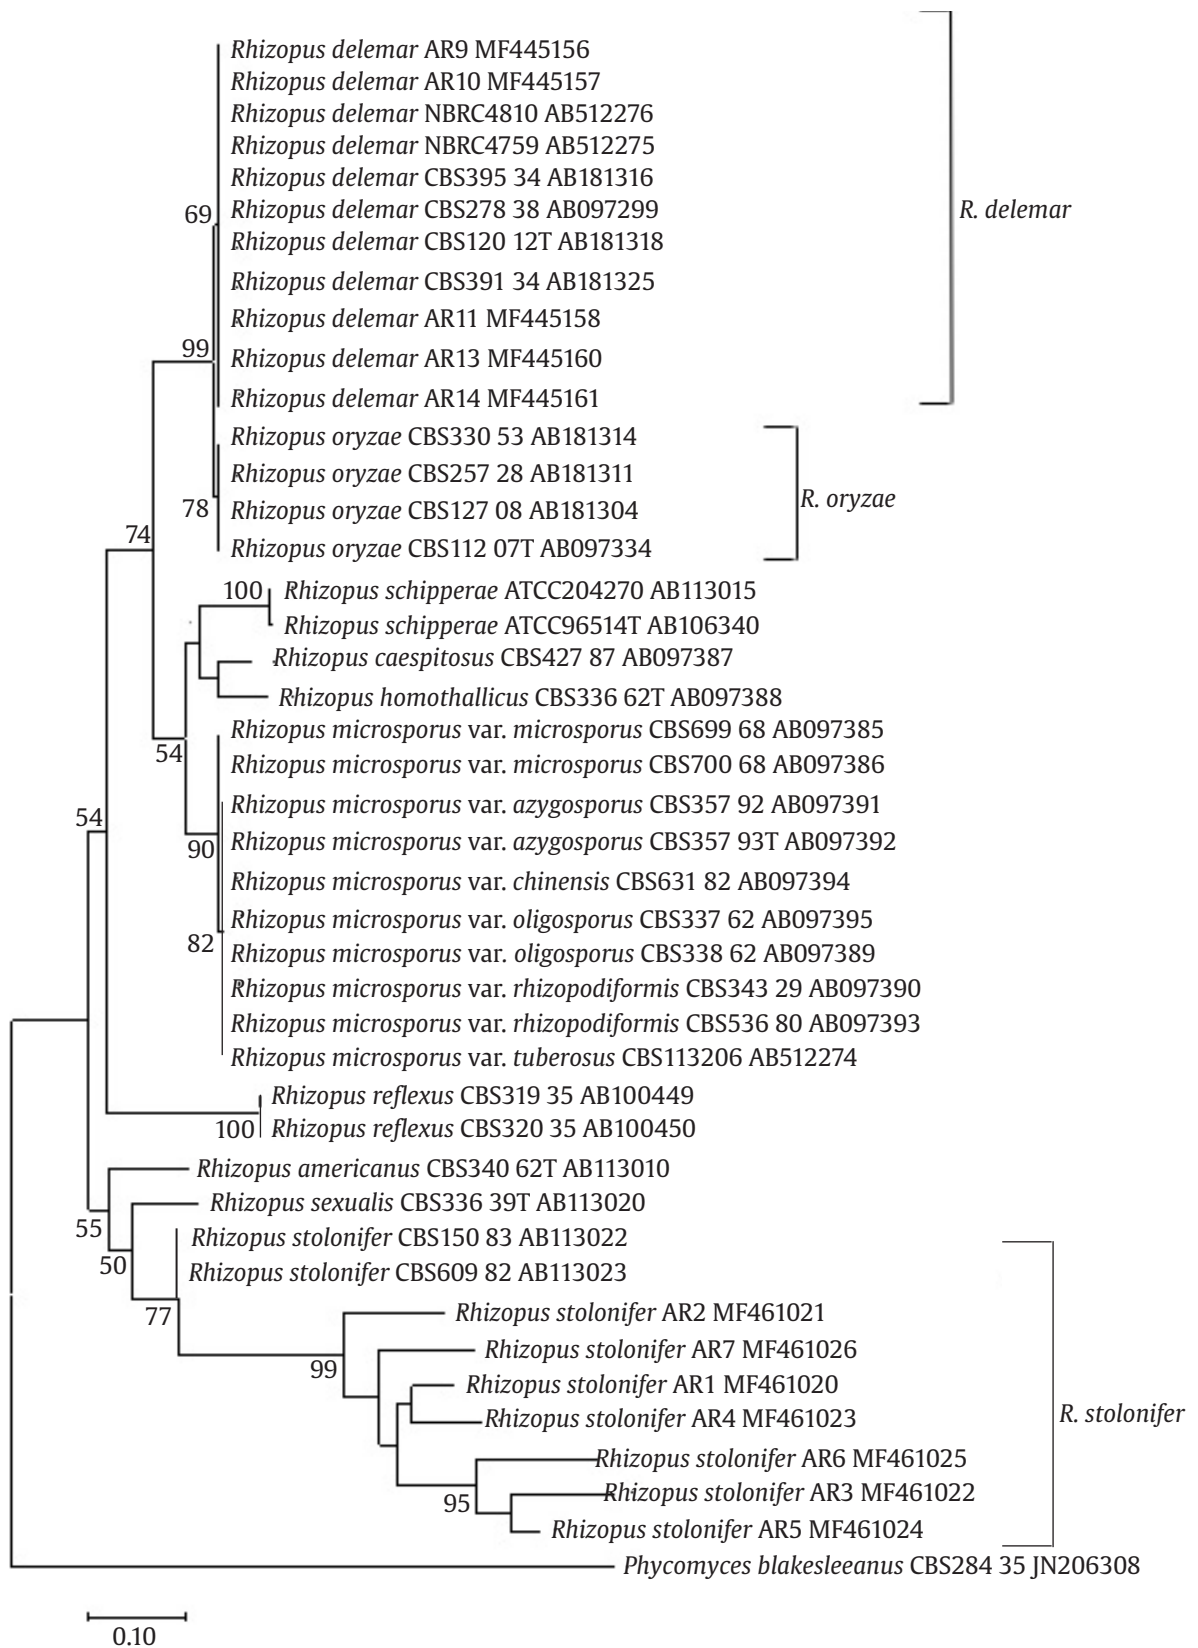 Rhizopus delemar AR9 MF445156
Rhizopus delemar AR10 MF445157
Rhizopus delemar NBRC4810 AB512276
Rhizopus delemar NBRC4759 AB512275
Rhizopus delemar CBS395 34 AB181316
69
Rhizopus delemar CBS278 38 AB097299
R. delemar
Rhizopus delemar CBS120 12T AB181318
Rhizopus delemar CBS391 34 AB181325
Rhizopus delemar AR11 MF445158
99
Rhizopus delemar AR13 MF445160
Rhizopus delemar AR14 MF445161
Rhizopus oryzae CBS330 53 AB181314
Rhizopus oryzae CBS257 28 AB181311
R. oryzae
78
Rhizopus oryzae CBS127 08 AB181304
74
Rhizopus oryzae CBS112 07T AB097334
100
Rhizopus schipperae ATCC204270 AB113015
Rhizopus schipperae ATCC96514T AB106340
Rhizopus caespitosus CBS427 87 AB097387
Rhizopus homothallicus CBS336 62T AB097388
Rhizopus microsporus var. microsporus CBS699 68 AB097385
54
Rhizopus microsporus var. microsporus CBS700 68 AB097386
Rhizopus microsporus var. azygosporus CBS357 92 AB097391
54
Rhizopus microsporus var. azygosporus CBS357 93T AB097392
90
Rhizopus microsporus var. chinensis CBS631 82 AB097394
Rhizopus microsporus var. oligosporus CBS337 62 AB097395
82
Rhizopus microsporus var. oligosporus CBS338 62 AB097389
Rhizopus microsporus var. rhizopodiformis CBS343 29 AB097390
Rhizopus microsporus var. rhizopodiformis CBS536 80 AB097393
Rhizopus microsporus var. tuberosus CBS113206 AB512274
Rhizopus reflexus CBS319 35 AB100449
100
Rhizopus reflexus CBS320 35 AB100450
Rhizopus americanus CBS340 62T AB113010
Rhizopus sexualis CBS336 39T AB113020
55
Rhizopus stolonifer CBS150 83 AB113022
50
Rhizopus stolonifer CBS609 82 AB113023
77
Rhizopus stolonifer AR2 MF461021
Rhizopus stolonifer AR7 MF461026
99
Rhizopus stolonifer AR1 MF461020
Rhizopus stolonifer AR4 MF461023
R. stolonifer
Rhizopus stolonifer AR6 MF461025
Rhizopus stolonifer AR3 MF461022
95
Rhizopus stolonifer AR5 MF461024
Phycomyces blakesleeanus CBS284 35 JN206308
0.10